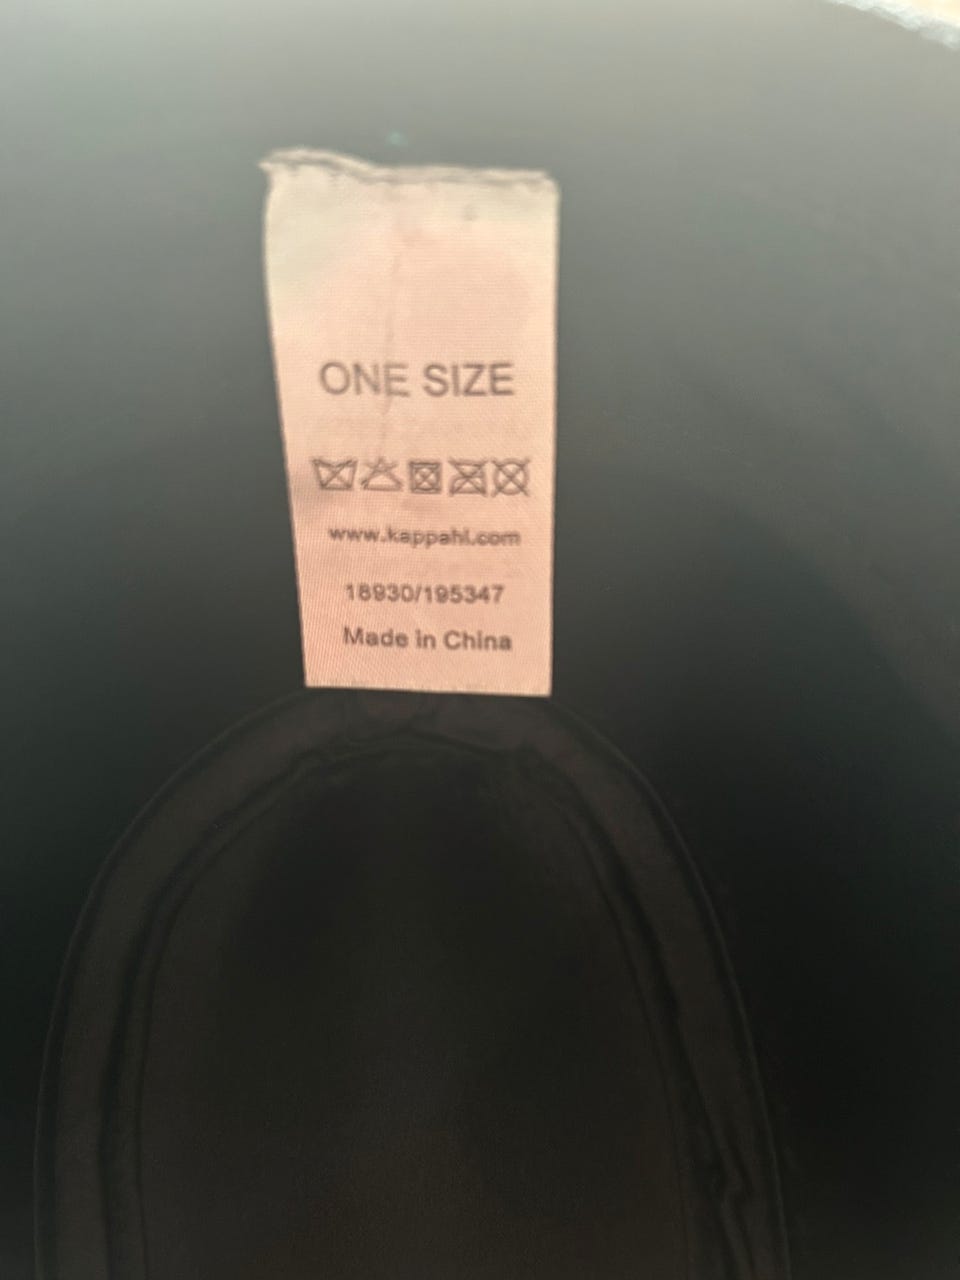 ONE SIZE
www.kappahl.com
18930/195347
Made in China